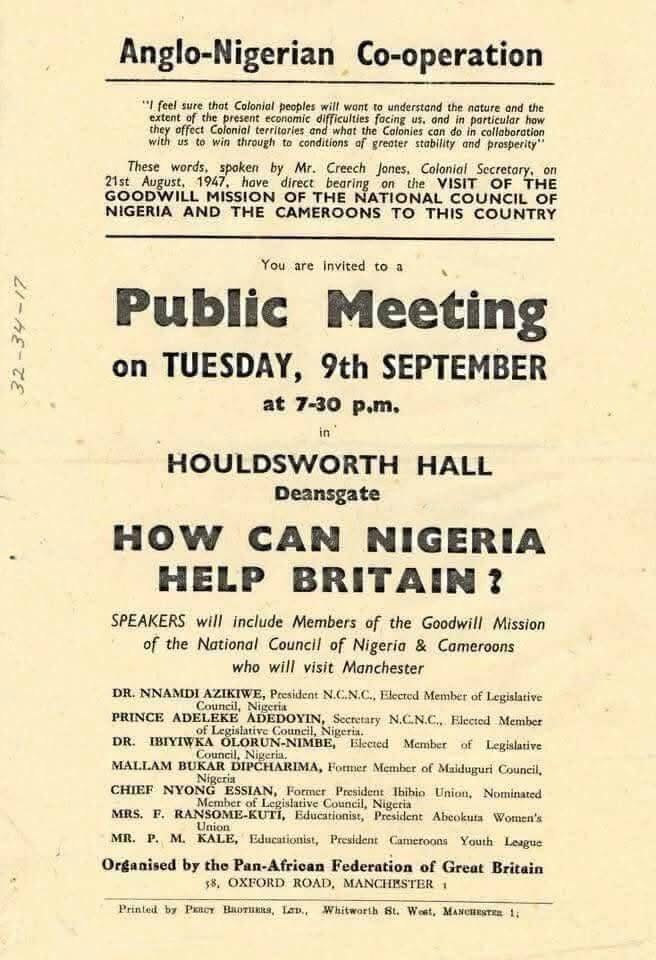 Anglo-Nigerian Co-operation
"I feel sure that Colonial peoples will want to understand the nature and the
extent of the present economic difficulties facing us, and in particular how
they affect Colonial territories and what the Colonies can do in collaboration
with us to win through to conditions of greater stability and prosperity"
These words, spoken by Mr. Creech Jones, Colonial Secretary, on
21st August, 1947, have direct bearing on the VISIT OF THE
GOODWILL MISSION OF THE NATIONAL COUNCIL OF
NIGERIA AND THE CAMEROONS TO THIS COUNTRY
You are invited to a
Public Meeting
on TUESDAY, 9th SEPTEMBER
at 7-30 p.m.
in
HOULDSWORTH HALL
Deansgate
HOW CAN NIGERIA
HELP BRITAIN?
SPEAKERS will include Members of the Goodwill Mission
of the National Council of Nigeria & Cameroons
who will visit Manchester
DR. NNAMDI AZIKIWE, President N.C.N.C., Elected Member of Legislative
Council, Nigeria
PRINCE ADELEKE ADEDOYIN, Secretary N.C.N.C., Elected Member
of Legislative Council, Nigeria.
DR. IBIYIWKA OLORUN-NIMBE, Elected Member of Legislative
Council, Nigeria.
MALLAM BUKAR DIPCHARIMA, Former Member of Maiduguri Council,
Nigeria
CHIEF NYONG ESSIAN, Former President Ibibio Union, Nominated
Member of Legislative Council, Nigeria
MRS. F. RANSOME-KUTI, Educationist, President Abeokuta Women's
Union
MR. P. M. KALE, Educationist, President Cameroons Youth League
Organised by the Pan-African Federation of Great Britain
58, OXFORD ROAD, MANCHESTER 1
Printed by PERCY BROTHERS, LTD., Whitworth St. West, MANCHESTER 1;
32-34-17